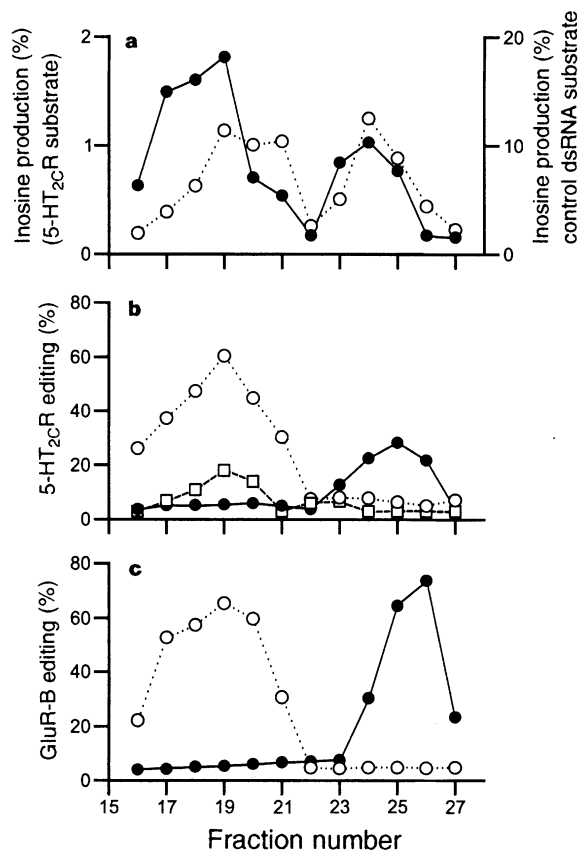 a
2
1
0
Inosine production (%)
(5-HT2CR substrate)
20
10
0
Inosine production (%)
control dsRNA substrate
b
80
60
40
20
0
5-HT2CR editing (%)
c
80
60
40
20
0
GluR-B editing (%)
15 17 19 21 23 25 27
Fraction number